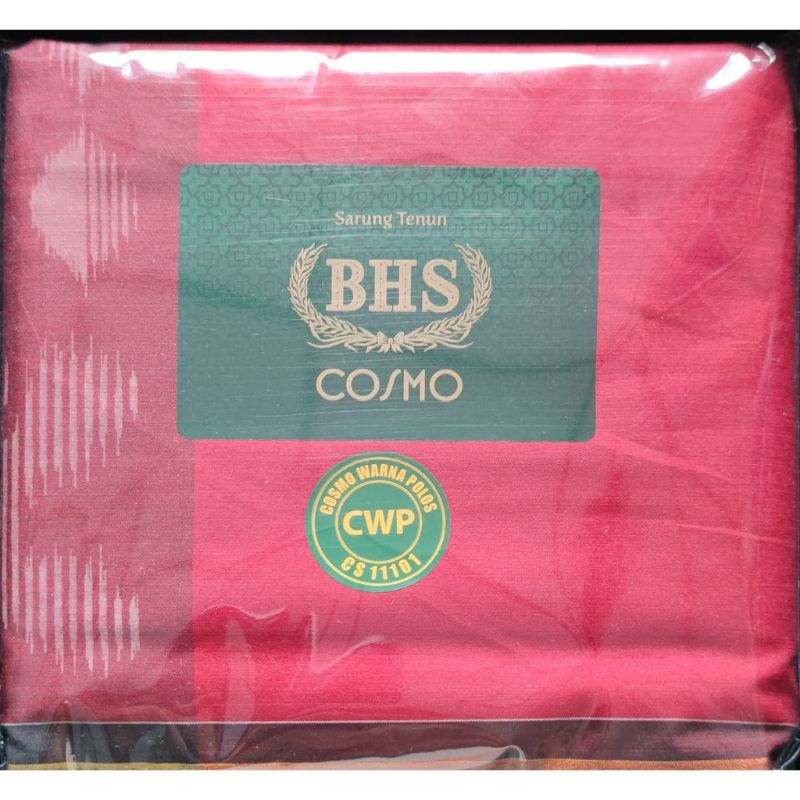 Sarung Tenun
BHS
COSMO
COSMO WARNA POLOS
CWP
CS 11101